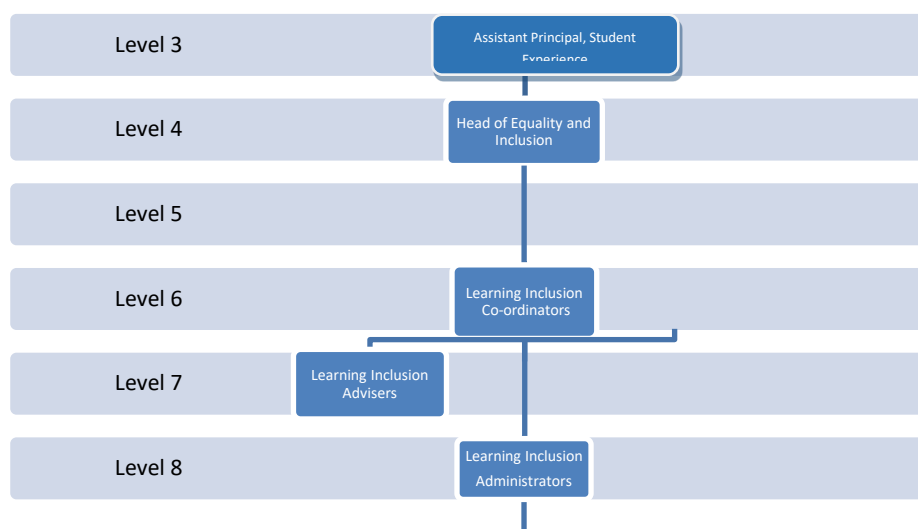 Level 3
Assistant Principal, Student
Experience
Level 4
Head of Equality and
Inclusion
Level 5
Level 6
Learning Inclusion
Co-ordinators
Level 7
Learning Inclusion
Advisers
Level 8
Learning Inclusion
Administrators